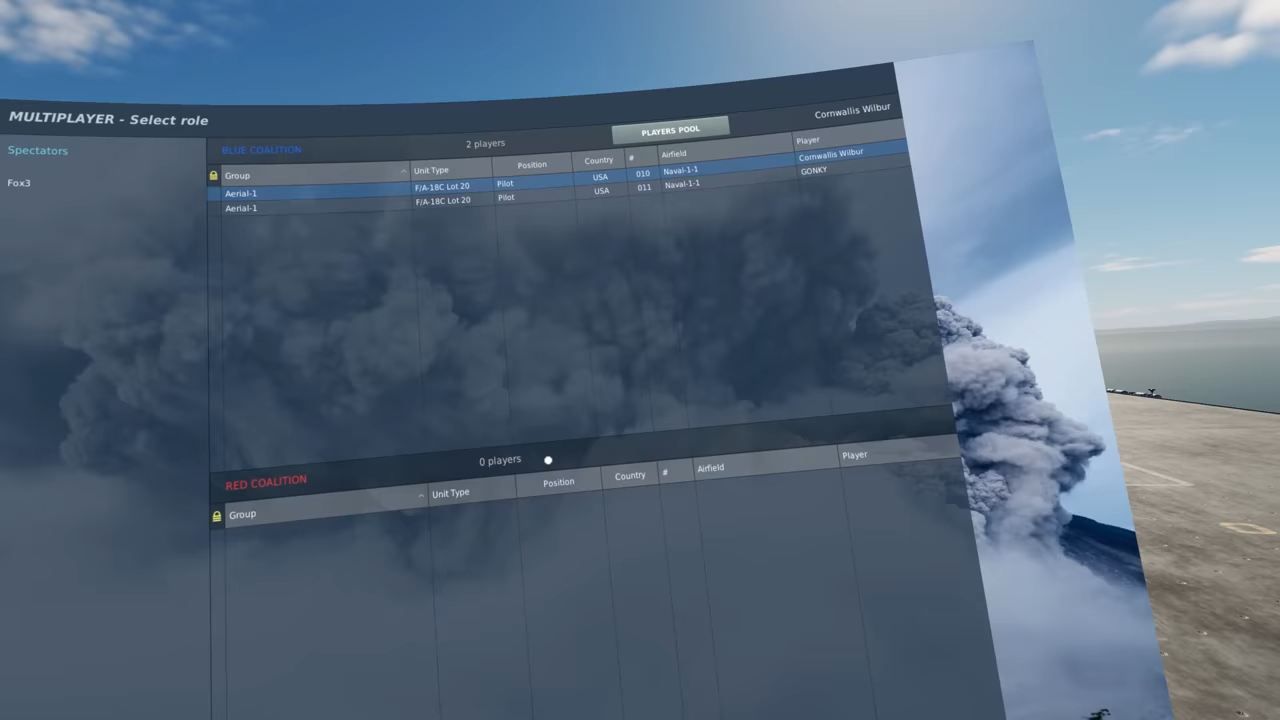 MULTIPLAYER - Select role
Cornwallis Wilbur
Spectators
Fox3
BLUE COALITION 2 players PLAYERS POOL
Group Unit Type Position Country # Airfield Player
Aerial-1 F/A-18C Lot 20 Pilot USA 010 Naval-1-1 Cornwallis Wilbur
Aerial-1 F/A-18C Lot 20 Pilot USA 011 Naval-1-1 GONKY
RED COALITION 0 players
Group Unit Type Position Country # Airfield Player